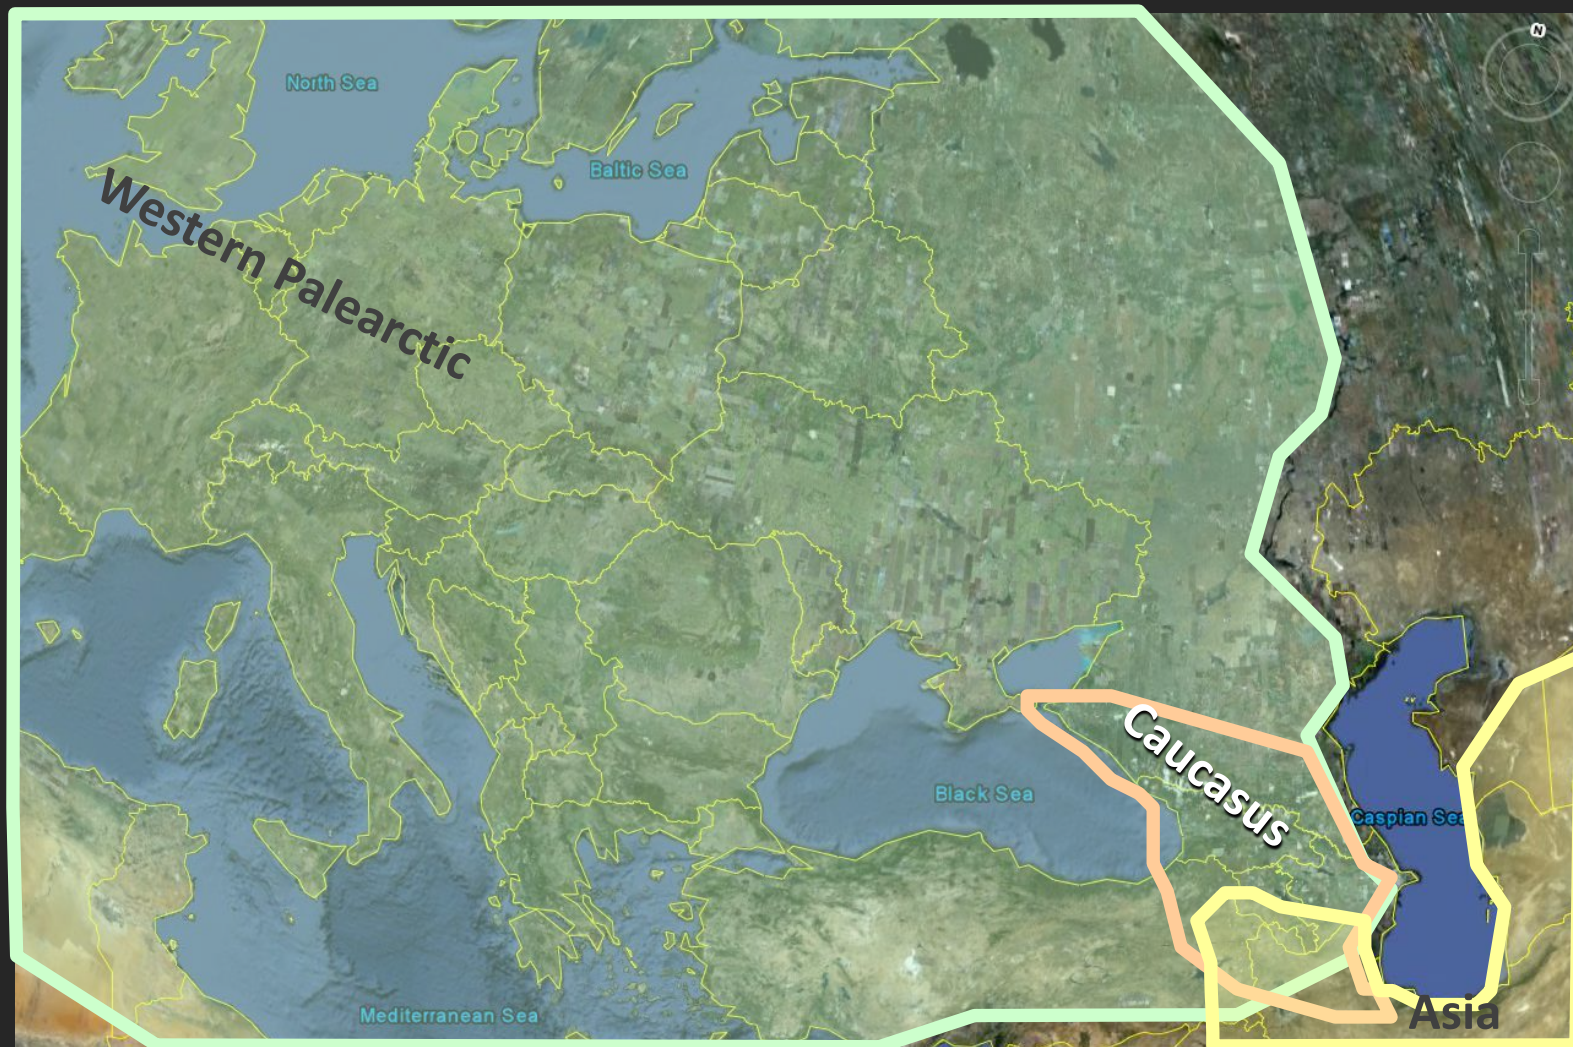 N
North Sea
Baltic Sea
Western Palearctic
Caucasus
Black Sea
Caspian Sea
Mediterranean Sea
Asia